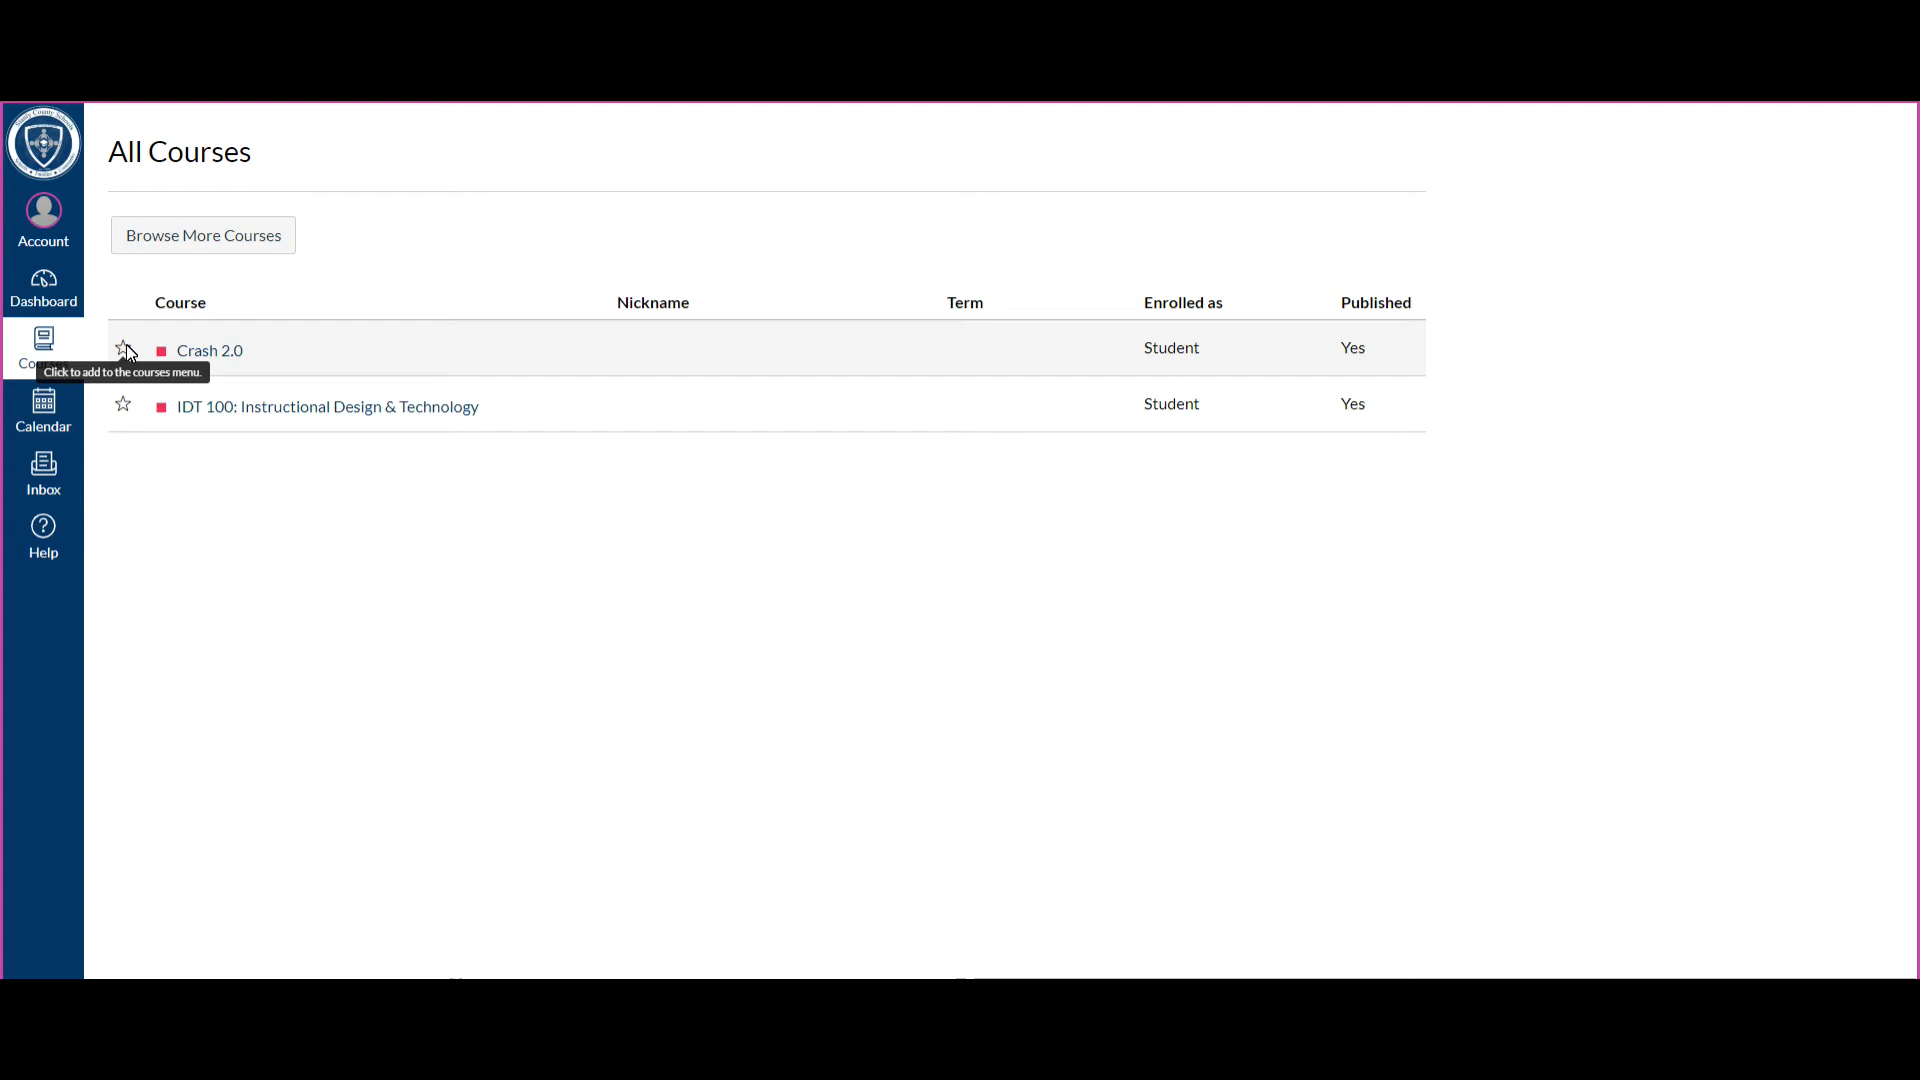 All Courses
Account
Browse More Courses
Dashboard
Course Nickname Term Enrolled as Published
Crash 2.0 Student Yes
Click to add to the courses menu.
IDT 100: Instructional Design & Technology Student Yes
Calendar
Inbox
Help